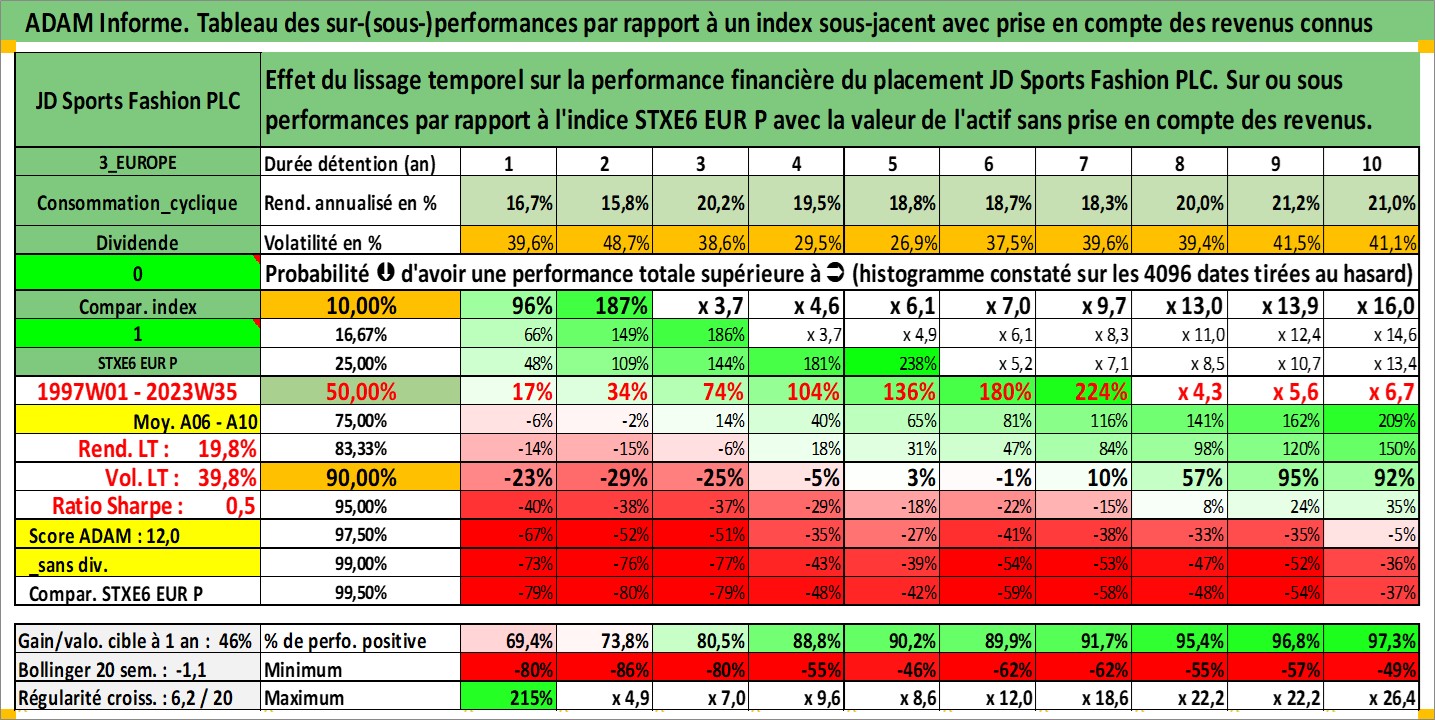 ADAM Informe. Tableau des sur-(sous-)performances par rapport à un index sous-jacent avec prise en compte des revenus connus
JD Sports Fashion PLC
Effet du lissage temporel sur la performance financière du placement JD Sports Fashion PLC. Sur ou sous
performances par rapport à l'indice STXE6 EUR P avec la valeur de l'actif sans prise en compte des revenus.
3_EUROPE Durée détention (an) 1 2 3 4 5 6 7 8 9 10
Consommation_cyclique Rend. annualisé en % 16,7% 15,8% 20,2% 19,5% 18,8% 18,7% 18,3% 20,0% 21,2% 21,0%
Dividende Volatilité en % 39,6% 48,7% 38,6% 29,5% 26,9% 37,5% 39,6% 39,4% 41,5% 41,1%
0 Probabilité d'avoir une performance totale supérieure à (histogramme constaté sur les 4096 dates tirées au hasard)
Compar. index 10,00% 96% 187% x 3,7 x 4,6 x 6,1 x 7,0 x 9,7 x 13,0 x 13,9 x 16,0
1 16,67% 66% 149% 186% x 3,7 x 4,9 x 6,1 x 8,3 x 11,0 x 12,4 x 14,6
STXE6 EUR P 25,00% 48% 109% 144% 181% 238% x 5,2 x 7,1 x 8,5 x 10,7 x 13,4
1997W01 - 2023W35 50,00% 17% 34% 74% 104% 136% 180% 224% x 4,3 x 5,6 x 6,7
Moy. A06 - A10 75,00% -6% -2% 14% 40% 65% 81% 116% 141% 162% 209%
Rend. LT : 19,8% 83,33% -14% -15% -6% 18% 31% 47% 84% 98% 120% 150%
Vol. LT : 39,8% 90,00% -23% -29% -25% -5% 3% -1% 10% 57% 95% 92%
Ratio Sharpe : 0,5 95,00% -40% -38% -37% -29% -18% -22% -15% 8% 24% 35%
Score ADAM : 12,0 97,50% -67% -52% -51% -35% -27% -41% -38% -33% -35% -5%
_sans div. 99,00% -73% -76% -77% -43% -39% -54% -53% -47% -52% -36%
Compar. STXE6 EUR P 99,50% -79% -80% -79% -48% -42% -59% -58% -48% -54% -37%
Gain/valo. cible à 1 an : 46% % de perfo. positive 69,4% 73,8% 80,5% 88,8% 90,2% 89,9% 91,7% 95,4% 96,8% 97,3%
Bollinger 20 sem. : -1,1 Minimum -80% -86% -80% -55% -46% -62% -62% -55% -57% -49%
Régularité croiss. : 6,2 / 20 Maximum 215% x 4,9 x 7,0 x 9,6 x 8,6 x 12,0 x 18,6 x 22,2 x 22,2 x 26,4